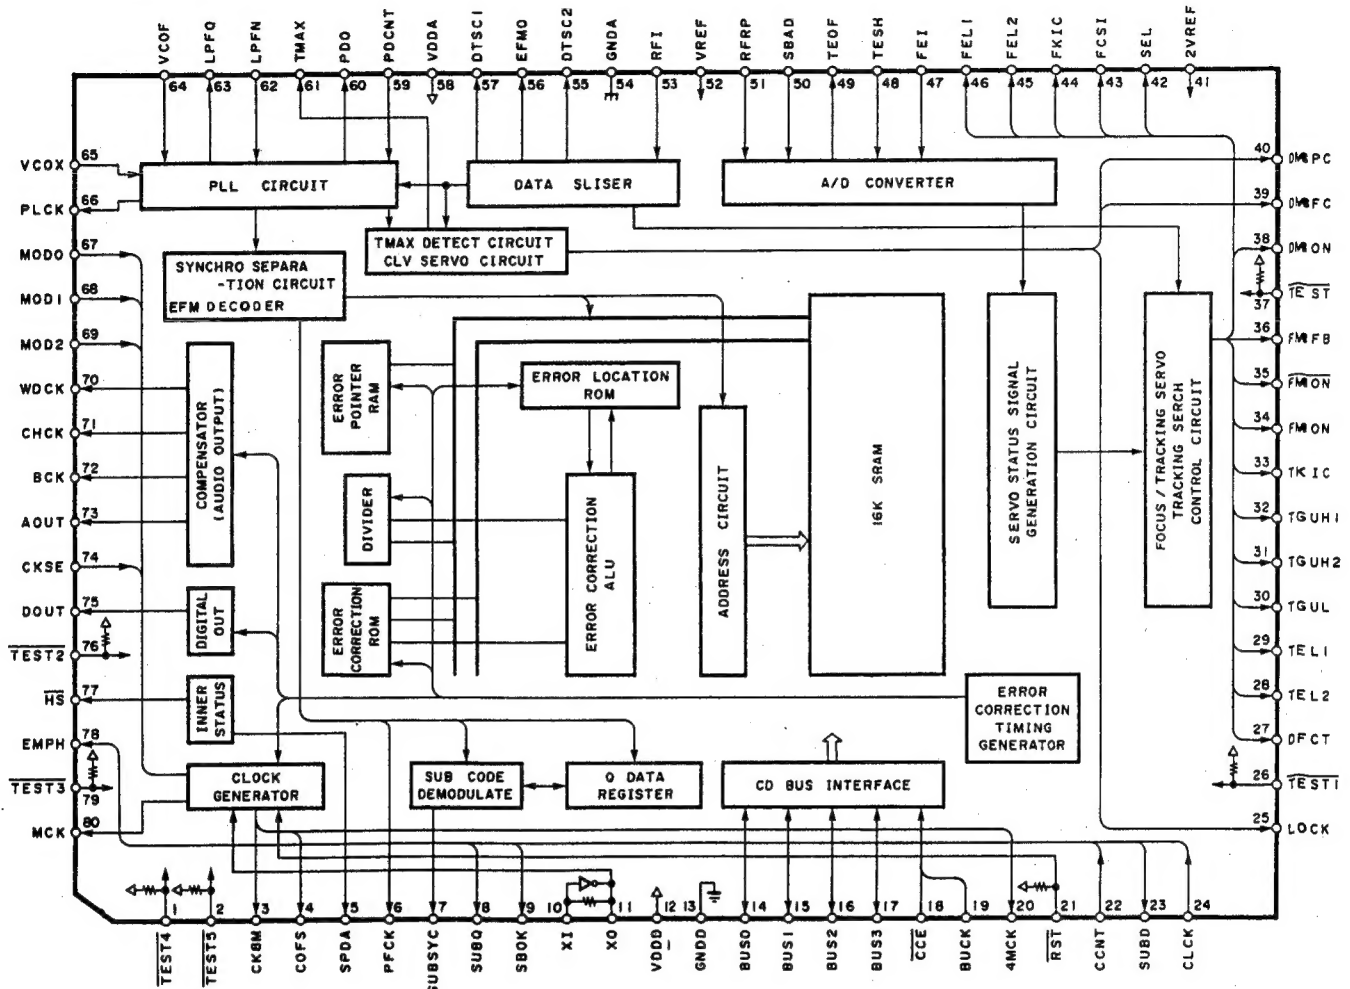 VCOF
LPFQ
LPFN
TMAX
PDO
PDCNT
VDDA
DTSC1
EFMO
DTSC2
GNDA
RFI
VREF
RFRP
SBAD
TEOF
TESH
FEI
FEL1
FEL2
FKIC
FCSI
SEL
2VREF
64 63 62 61 60 59 58 57 56 55 54 53 52 51 50 49 48 47 46 45 44 43 42 41
VCOX 65
PLCK 66
MOD0 67
MOD1 68
MOD2 69
WDCK 70
CHCK 71
BCK 72
AOUT 73
CKSE 74
DOUT 75
TEST2 76
HS 77
EMPH 78
TEST3 79
MCK 80
PLL CIRCUIT
DATA SLISER
A/D CONVERTER
TMAX DETECT CIRCUIT
CLV SERVO CIRCUIT
SYNCHRO SEPARA
-TION CIRCUIT
EFM DECODER
COMPENSATOR
(AUDIO OUTPUT)
ERROR
POINTER
RAM
ERROR LOCATION
ROM
DIVIDER
ERROR
CORRECTION
ROM
ERROR CORRECTION
ALU
ADDRESS CIRCUIT
16K SRAM
SERVO STATUS SIGNAL
GENERATION CIRCUIT
FOCUS/TRACKING SERVO
TRACKING SERCH
CONTROL CIRCUIT
DIGITAL
OUT
INNER
STATUS
CLOCK
GENERATOR
SUB CODE
DEMODULATE
Q DATA
REGISTER
CD BUS INTERFACE
ERROR
CORRECTION
TIMING
GENERATOR
40
39
38
37 TEST
36
35
34
33 TKIC
32 TGUH1
31 TGUH2
30 TGUL
29 TEL1
28 TEL2
27 DFCT
26 TEST1
25 LOCK
1 2 3 4 5 6 7 8 9 10 11 12 13 14 15 16 17 18 19 20 21 22 23 24
TEST4
TEST5
CK8M
COFS
SPDA
PFCK
SUBSYC
SUBQ
SBOK
XI
XO
VDDB
GNDD
BUS0
BUS1
BUS2
BUS3
CCE
BUCK
4MCK
RST
CCNT
SUBD
CLCK